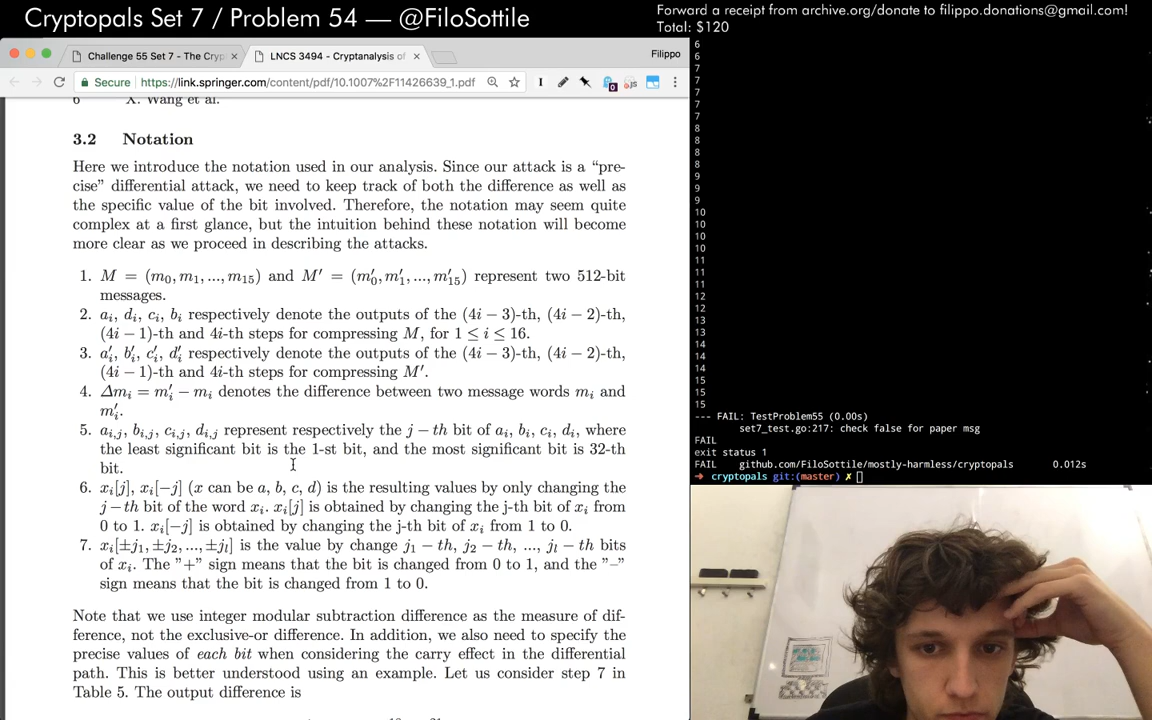 Cryptopals Set 7 / Problem 54 — @FiloSottile
Forward a receipt from archive.org/donate to filippo.donations@gmail.com!
Total: $120
Challenge 55 Set 7 - The Cryp
LNCS 3494 - Cryptanalysis of
Filippo
Secure
https://link.springer.com/content/pdf/10.1007%2F11426639_1.pdf
6 X. Wang et al.
3.2 Notation
Here we introduce the notation used in our analysis. Since our attack is a “pre-
cise” differential attack, we need to keep track of both the difference as well as
the specific value of the bit involved. Therefore, the notation may seem quite
complex at a first glance, but the intuition behind these notation will become
more clear as we proceed in describing the attacks.
1. M = (m₀, m₁, ..., m₁₅) and M′ = (m′₀, m′₁, ..., m′₁₅) represent two 512-bit
messages.
2. aᵢ, dᵢ, cᵢ, bᵢ respectively denote the outputs of the (4i − 3)-th, (4i − 2)-th,
(4i − 1)-th and 4i-th steps for compressing M, for 1 ≤ i ≤ 16.
3. a′ᵢ, b′ᵢ, c′ᵢ, d′ᵢ respectively denote the outputs of the (4i − 3)-th, (4i − 2)-th,
(4i − 1)-th and 4i-th steps for compressing M′.
4. Δmᵢ = m′ᵢ − mᵢ denotes the difference between two message words mᵢ and
m′ᵢ.
5. aᵢ,ⱼ, bᵢ,ⱼ, cᵢ,ⱼ, dᵢ,ⱼ represent respectively the j − th bit of aᵢ, bᵢ, cᵢ, dᵢ, where
the least significant bit is the 1-st bit, and the most significant bit is 32-th
bit.
6. xᵢ[j], xᵢ[−j] (x can be a, b, c, d) is the resulting values by only changing the
j − th bit of the word xᵢ. xᵢ[j] is obtained by changing the j-th bit of xᵢ from
0 to 1. xᵢ[−j] is obtained by changing the j-th bit of xᵢ from 1 to 0.
7. xᵢ[±j₁, ±j₂, ..., ±jₗ] is the value by change j₁ − th, j₂ − th, ..., jₗ − th bits
of xᵢ. The ”+” sign means that the bit is changed from 0 to 1, and the ”–”
sign means that the bit is changed from 1 to 0.
Note that we use integer modular subtraction difference as the measure of dif-
ference, not the exclusive-or difference. In addition, we also need to specify the
precise values of each bit when considering the carry effect in the differential
path. This is better understood using an example. Let us consider step 7 in
Table 5. The output difference is
6
6
7
7
7
7
7
8
8
8
8
9
9
9
10
10
10
10
11
11
11
12
12
13
13
14
14
14
15
15
15
--- FAIL: TestProblem55 (0.00s)
set7_test.go:217: check false for paper msg
FAIL
exit status 1
FAIL github.com/FiloSottile/mostly-harmless/cryptopals 0.012s
➜ cryptopals git:(master) ✗